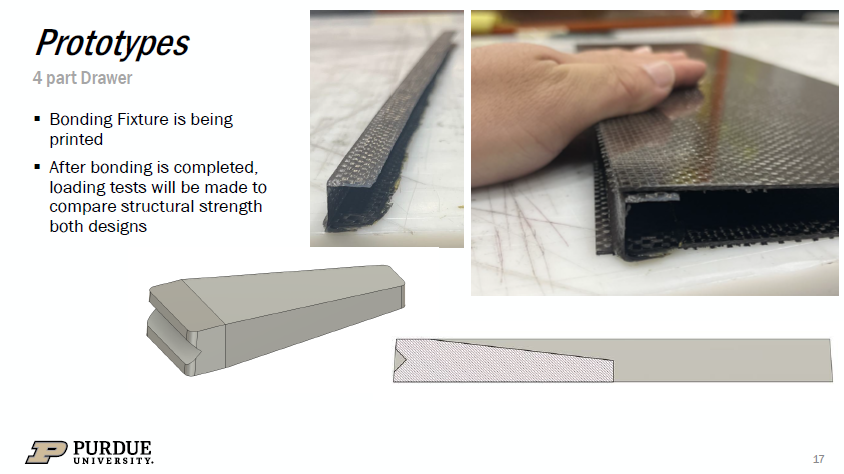 Prototypes
4 part Drawer
▪ Bonding Fixture is being
printed
▪ After bonding is completed,
loading tests will be made to
compare structural strength
both designs
PURDUE
UNIVERSITY.
17